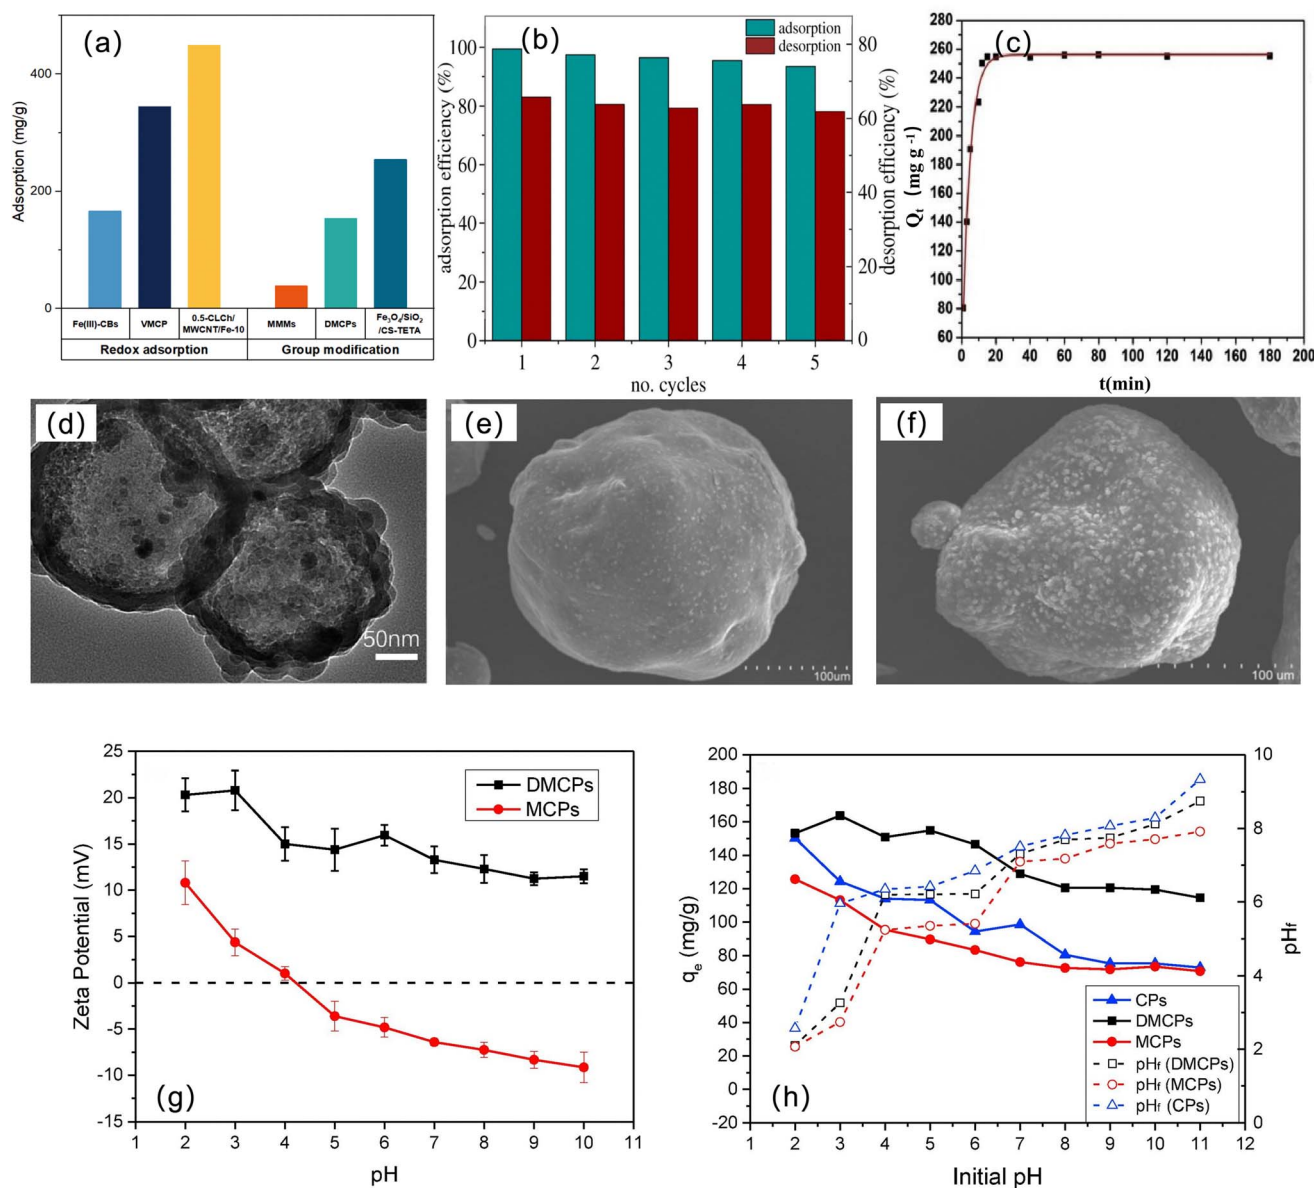 (a)
Adsorption (mg/g)
400
200
0
Fe(III)-CBs
VMCP
0.5-CLCh/
MWCNT/Fe-10
MMMs
DMCPs
Fe₃O₄/SiO₂
/CS-TETA
Redox adsorption
Group modification
(b)
adsorption
desorption
adsorption efficiency (%)
100
80
60
40
20
0
80
60
40
20
0
desorption efficiency (%)
1 2 3 4 5
no. cycles
(c)
Qₜ (mg g⁻¹)
280
260
240
220
200
180
160
140
120
100
80
60
0 20 40 60 80 100 120 140 160 180 200
t(min)
(d)
50nm
(e)
100um
(f)
100 um
Zeta Potential (mV)
25
20
15
10
5
0
-5
-10
-15
DMCPs
MCPs
(g)
1 2 3 4 5 6 7 8 9 10 11
pH
qₑ (mg/g)
200
180
160
140
120
100
80
60
40
20
0
-20
10
8
6
4
2
0
pHf
CPs
DMCPs
MCPs
pHf (DMCPs)
pHf (MCPs)
pHf (CPs)
(h)
1 2 3 4 5 6 7 8 9 10 11 12
Initial pH